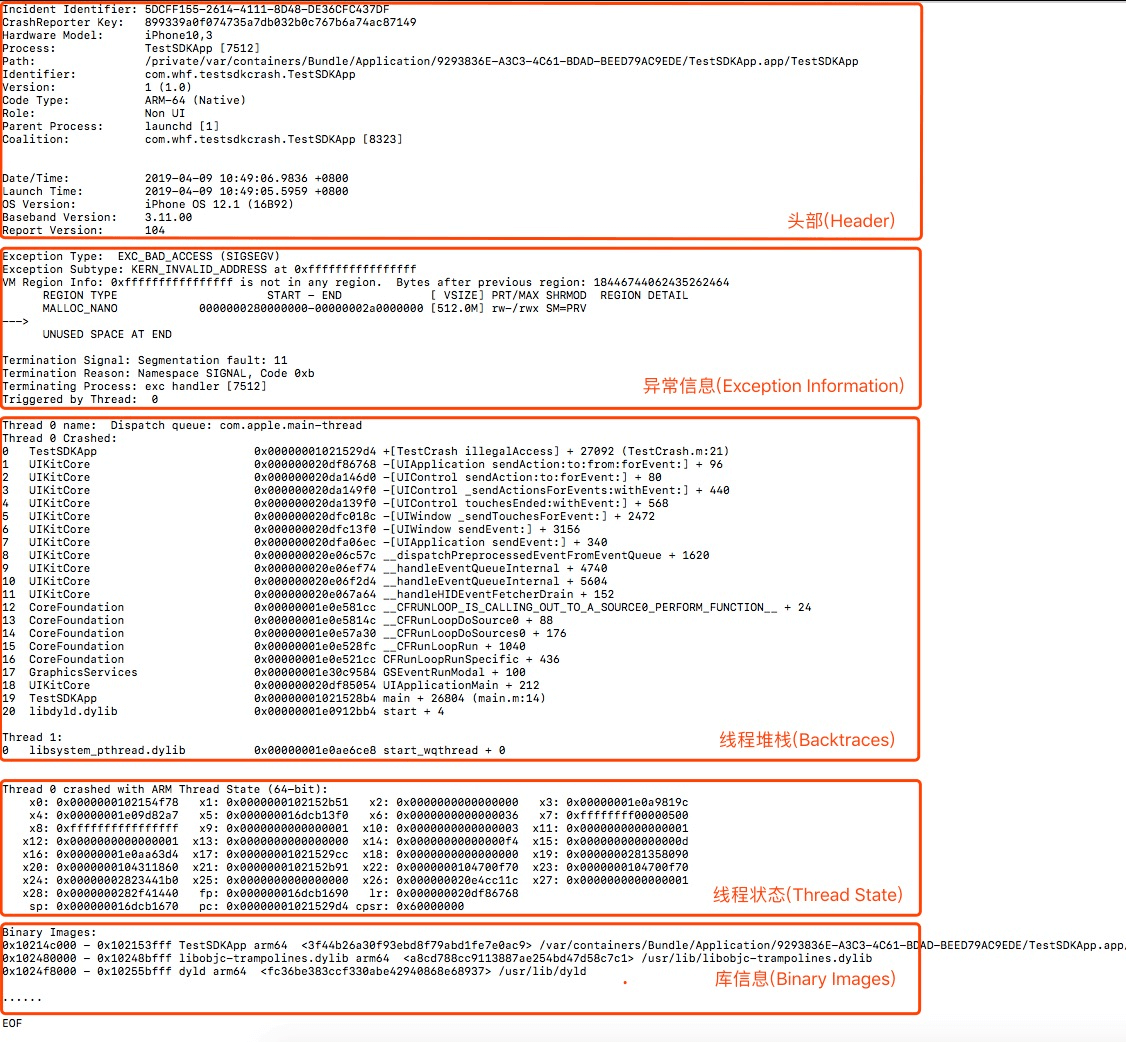 Incident Identifier: 5DCFF155-2614-4111-8D48-DE36CFC437DF
CrashReporter Key:   899339a0f074735a7db032b0c767b6a74ac87149
Hardware Model:      iPhone10,3
Process:             TestSDKApp [7512]
Path:                /private/var/containers/Bundle/Application/9293836E-A3C3-4C61-BDAD-BEED79AC9EDE/TestSDKApp.app/TestSDKApp
Identifier:          com.whf.testsdkcrash.TestSDKApp
Version:             1 (1.0)
Code Type:           ARM-64 (Native)
Role:                Non UI
Parent Process:      launchd [1]
Coalition:           com.whf.testsdkcrash.TestSDKApp [8323]
Date/Time:           2019-04-09 10:49:06.9836 +0800
Launch Time:         2019-04-09 10:49:05.5959 +0800
OS Version:          iPhone OS 12.1 (16B92)
Baseband Version:    3.11.00
Report Version:      104
头部(Header)
Exception Type:  EXC_BAD_ACCESS (SIGSEGV)
Exception Subtype: KERN_INVALID_ADDRESS at 0xffffffffffffffff
VM Region Info: 0xffffffffffffffff is not in any region.  Bytes after previous region: 18446744062435262464
REGION TYPE                      START - END             [ VSIZE] PRT/MAX SHRMOD  REGION DETAIL
MALLOC_NANO            0000000280000000-00000002a0000000 [512.0M] rw-/rwx SM=PRV
--->
UNUSED SPACE AT END
Termination Signal: Segmentation fault: 11
Termination Reason: Namespace SIGNAL, Code 0xb
Terminating Process: exc handler [7512]
Triggered by Thread:  0
异常信息(Exception Information)
Thread 0 name:  Dispatch queue: com.apple.main-thread
Thread 0 Crashed:
0   TestSDKApp                       0x00000001021529d4 +[TestCrash illegalAccess] + 27092 (TestCrash.m:21)
1   UIKitCore                        0x000000020df86768 -[UIApplication sendAction:to:from:forEvent:] + 96
2   UIKitCore                        0x000000020da146d0 -[UIControl sendAction:to:forEvent:] + 80
3   UIKitCore                        0x000000020da149f0 -[UIControl _sendActionsForEvents:withEvent:] + 440
4   UIKitCore                        0x000000020da139f0 -[UIControl touchesEnded:withEvent:] + 568
5   UIKitCore                        0x000000020dfc018c -[UIWindow _sendTouchesForEvent:] + 2472
6   UIKitCore                        0x000000020dfc13f0 -[UIWindow sendEvent:] + 3156
7   UIKitCore                        0x000000020dfa06ec -[UIApplication sendEvent:] + 340
8   UIKitCore                        0x000000020e06c57c __dispatchPreprocessedEventFromEventQueue + 1620
9   UIKitCore                        0x000000020e06ef74 __handleEventQueueInternal + 4740
10  UIKitCore                        0x000000020e06f2d4 __handleEventQueueInternal + 5604
11  UIKitCore                        0x000000020e067a64 __handleHIDEventFetcherDrain + 152
12  CoreFoundation                   0x00000001e0e581cc __CFRUNLOOP_IS_CALLING_OUT_TO_A_SOURCE0_PERFORM_FUNCTION__ + 24
13  CoreFoundation                   0x00000001e0e5814c __CFRunLoopDoSource0 + 88
14  CoreFoundation                   0x00000001e0e57a30 __CFRunLoopDoSources0 + 176
15  CoreFoundation                   0x00000001e0e528fc __CFRunLoopRun + 1040
16  CoreFoundation                   0x00000001e0e521cc CFRunLoopRunSpecific + 436
17  GraphicsServices                 0x00000001e30c9584 GSEventRunModal + 100
18  UIKitCore                        0x000000020df85054 UIApplicationMain + 212
19  TestSDKApp                       0x00000001021528b4 main + 26804 (main.m:14)
20  libdyld.dylib                    0x00000001e0912bb4 start + 4
Thread 1:
0   libsystem_pthread.dylib          0x00000001e0ae6ce8 start_wqthread + 0
线程堆栈(Backtraces)
Thread 0 crashed with ARM Thread State (64-bit):
x0: 0x0000000102154f78   x1: 0x0000000102152b51   x2: 0x0000000000000000   x3: 0x00000001e0a9819c
x4: 0x00000001e09d82a7   x5: 0x000000016dcb13f0   x6: 0x0000000000000036   x7: 0xffffffff00000500
x8: 0xffffffffffffffff   x9: 0x0000000000000001  x10: 0x0000000000000003  x11: 0x0000000000000001
x12: 0x0000000000000001  x13: 0x0000000000000000  x14: 0x00000000000000f4  x15: 0x000000000000000d
x16: 0x00000001e0aa63d4  x17: 0x00000001021529cc  x18: 0x0000000000000000  x19: 0x0000000281358090
x20: 0x0000000104311860  x21: 0x0000000102152b91  x22: 0x0000000104700f70  x23: 0x0000000104700f70
x24: 0x00000002823441b0  x25: 0x0000000000000000  x26: 0x000000020e4cc11c  x27: 0x0000000000000001
x28: 0x0000000282f41440   fp: 0x000000016dcb1690   lr: 0x000000020df86768
sp: 0x000000016dcb1670   pc: 0x00000001021529d4 cpsr: 0x60000000
线程状态(Thread State)
Binary Images:
0x10214c000 - 0x102153fff TestSDKApp arm64  <3f44b26a30f93ebd8f79abd1fe7e0ac9> /var/containers/Bundle/Application/9293836E-A3C3-4C61-BDAD-BEED79AC9EDE/TestSDKApp.app
0x102480000 - 0x10248bfff libobjc-trampolines.dylib arm64  <a8cd788cc9113887ae254bd47d58c7c1> /usr/lib/libobjc-trampolines.dylib
0x1024f8000 - 0x10255bfff dyld arm64  <fc36be383ccf330abe42940868e68937> /usr/lib/dyld
库信息(Binary Images)
......
EOF